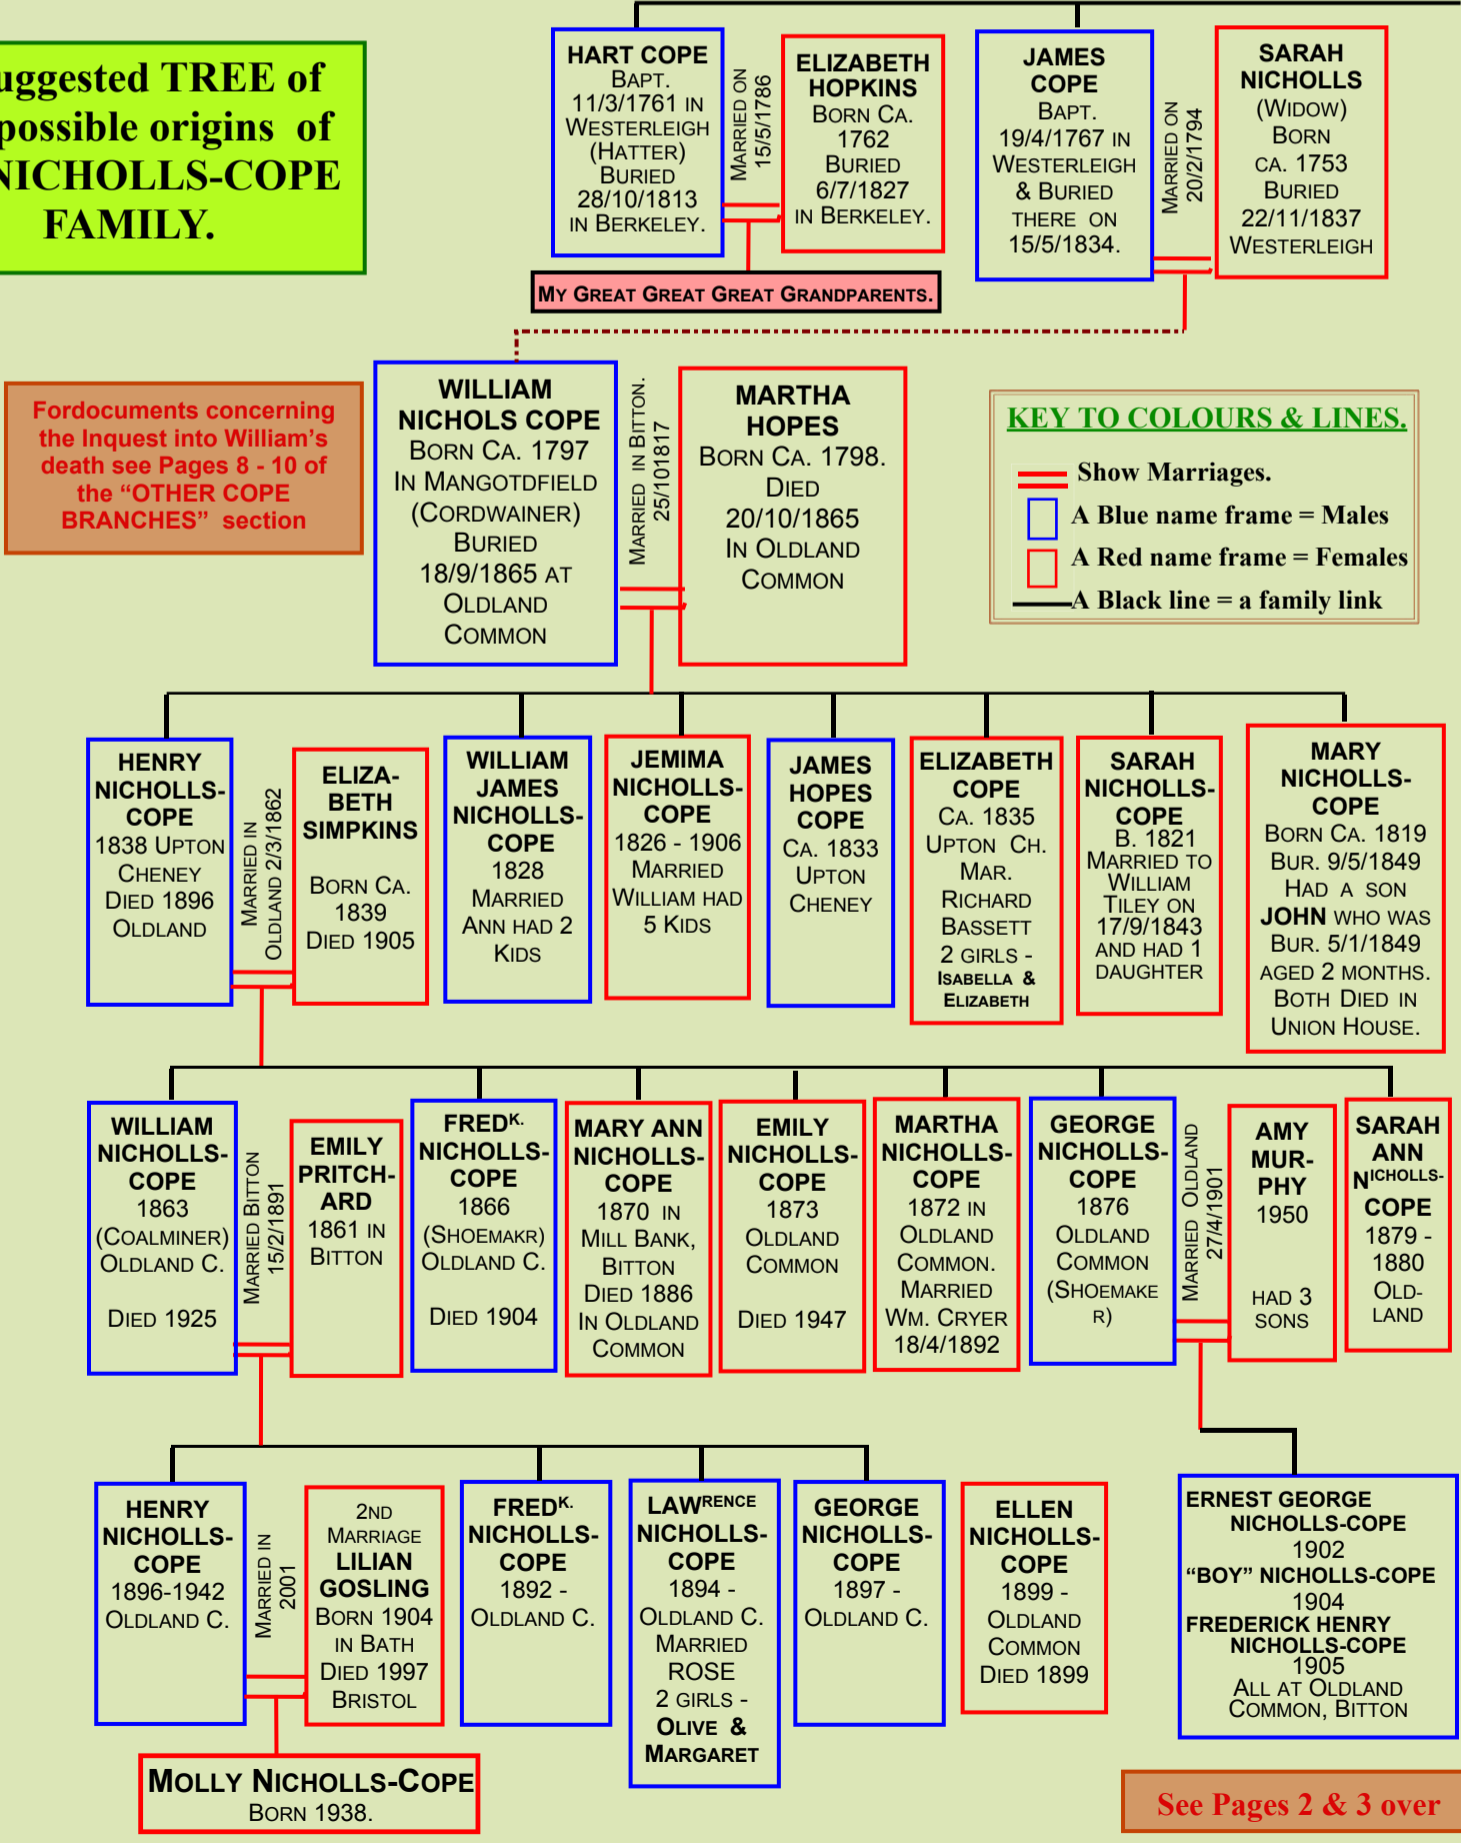 uggested TREE of
possible origins of
NICHOLLS-COPE
FAMILY.
HART COPE
BAPT.
11/3/1761 IN
WESTERLEIGH
(HATTER)
BURIED
28/10/1813
IN BERKELEY.
MARRIED ON
15/5/1786
ELIZABETH
HOPKINS
BORN CA.
1762
BURIED
6/7/1827
IN BERKELEY.
JAMES
COPE
BAPT.
19/4/1767 IN
WESTERLEIGH
& BURIED
THERE ON
15/5/1834.
MARRIED ON
20/2/1794
SARAH
NICHOLLS
(WIDOW)
BORN
CA. 1753
BURIED
22/11/1837
WESTERLEIGH
MY GREAT GREAT GREAT GRANDPARENTS.
Fordocuments concerning
the Inquest into William's
death see Pages 8 - 10 of
the “OTHER COPE
BRANCHES” section
WILLIAM
NICHOLS COPE
BORN CA. 1797
IN MANGOTDFIELD
(CORDWAINER)
BURIED
18/9/1865 AT
OLDLAND
COMMON
MARRIED IN BITTON.
25/101817
MARTHA
HOPES
BORN CA. 1798.
DIED
20/10/1865
IN OLDLAND
COMMON
KEY TO COLOURS & LINES.
Show Marriages.
A Blue name frame = Males
A Red name frame = Females
A Black line = a family link
HENRY
NICHOLLS-
COPE
1838 UPTON
CHENEY
DIED 1896
OLDLAND
MARRIED IN
OLDLAND 2/3/1862
ELIZA-
BETH
SIMPKINS
BORN CA.
1839
DIED 1905
WILLIAM
JAMES
NICHOLLS-
COPE
1828
MARRIED
ANN HAD 2
KIDS
JEMIMA
NICHOLLS-
COPE
1826 - 1906
MARRIED
WILLIAM HAD
5 KIDS
JAMES
HOPES
COPE
CA. 1833
UPTON
CHENEY
ELIZABETH
COPE
CA. 1835
UPTON CH.
MAR.
RICHARD
BASSETT
2 GIRLS -
ISABELLA &
ELIZABETH
SARAH
NICHOLLS-
COPE
B. 1821
MARRIED TO
WILLIAM
TILEY ON
17/9/1843
AND HAD 1
DAUGHTER
MARY
NICHOLLS-
COPE
BORN CA. 1819
BUR. 9/5/1849
HAD A SON
JOHN WHO WAS
BUR. 5/1/1849
AGED 2 MONTHS.
BOTH DIED IN
UNION HOUSE.
WILLIAM
NICHOLLS-
COPE
1863
(COALMINER)
OLDLAND C.
DIED 1925
MARRIED BITTON
15/2/1891
EMILY
PRITCH-
ARD
1861 IN
BITTON
FREDK.
NICHOLLS-
COPE
1866
(SHOEMAKR)
OLDLAND C.
DIED 1904
MARY ANN
NICHOLLS-
COPE
1870 IN
MILL BANK,
BITTON
DIED 1886
IN OLDLAND
COMMON
EMILY
NICHOLLS-
COPE
1873
OLDLAND
COMMON
DIED 1947
MARTHA
NICHOLLS-
COPE
1872 IN
OLDLAND
COMMON.
MARRIED
WM. CRYER
18/4/1892
GEORGE
NICHOLLS-
COPE
1876
OLDLAND
COMMON
(SHOEMAKE
R)
MARRIED OLDLAND
27/4/1901
AMY
MUR-
PHY
1950
HAD 3
SONS
SARAH
ANN
NICHOLLS-
COPE
1879 -
1880
OLD-
LAND
HENRY
NICHOLLS-
COPE
1896-1942
OLDLAND C.
MARRIED IN
2001
2ND
MARRIAGE
LILIAN
GOSLING
BORN 1904
IN BATH
DIED 1997
BRISTOL
FREDK.
NICHOLLS-
COPE
1892 -
OLDLAND C.
LAWRENCE
NICHOLLS-
COPE
1894 -
OLDLAND C.
MARRIED
ROSE
2 GIRLS -
OLIVE &
MARGARET
GEORGE
NICHOLLS-
COPE
1897 -
OLDLAND C.
ELLEN
NICHOLLS-
COPE
1899 -
OLDLAND
COMMON
DIED 1899
ERNEST GEORGE
NICHOLLS-COPE
1902
“BOY” NICHOLLS-COPE
1904
FREDERICK HENRY
NICHOLLS-COPE
1905
ALL AT OLDLAND
COMMON, BITTON
MOLLY NICHOLLS-COPE
BORN 1938.
See Pages 2 & 3 over